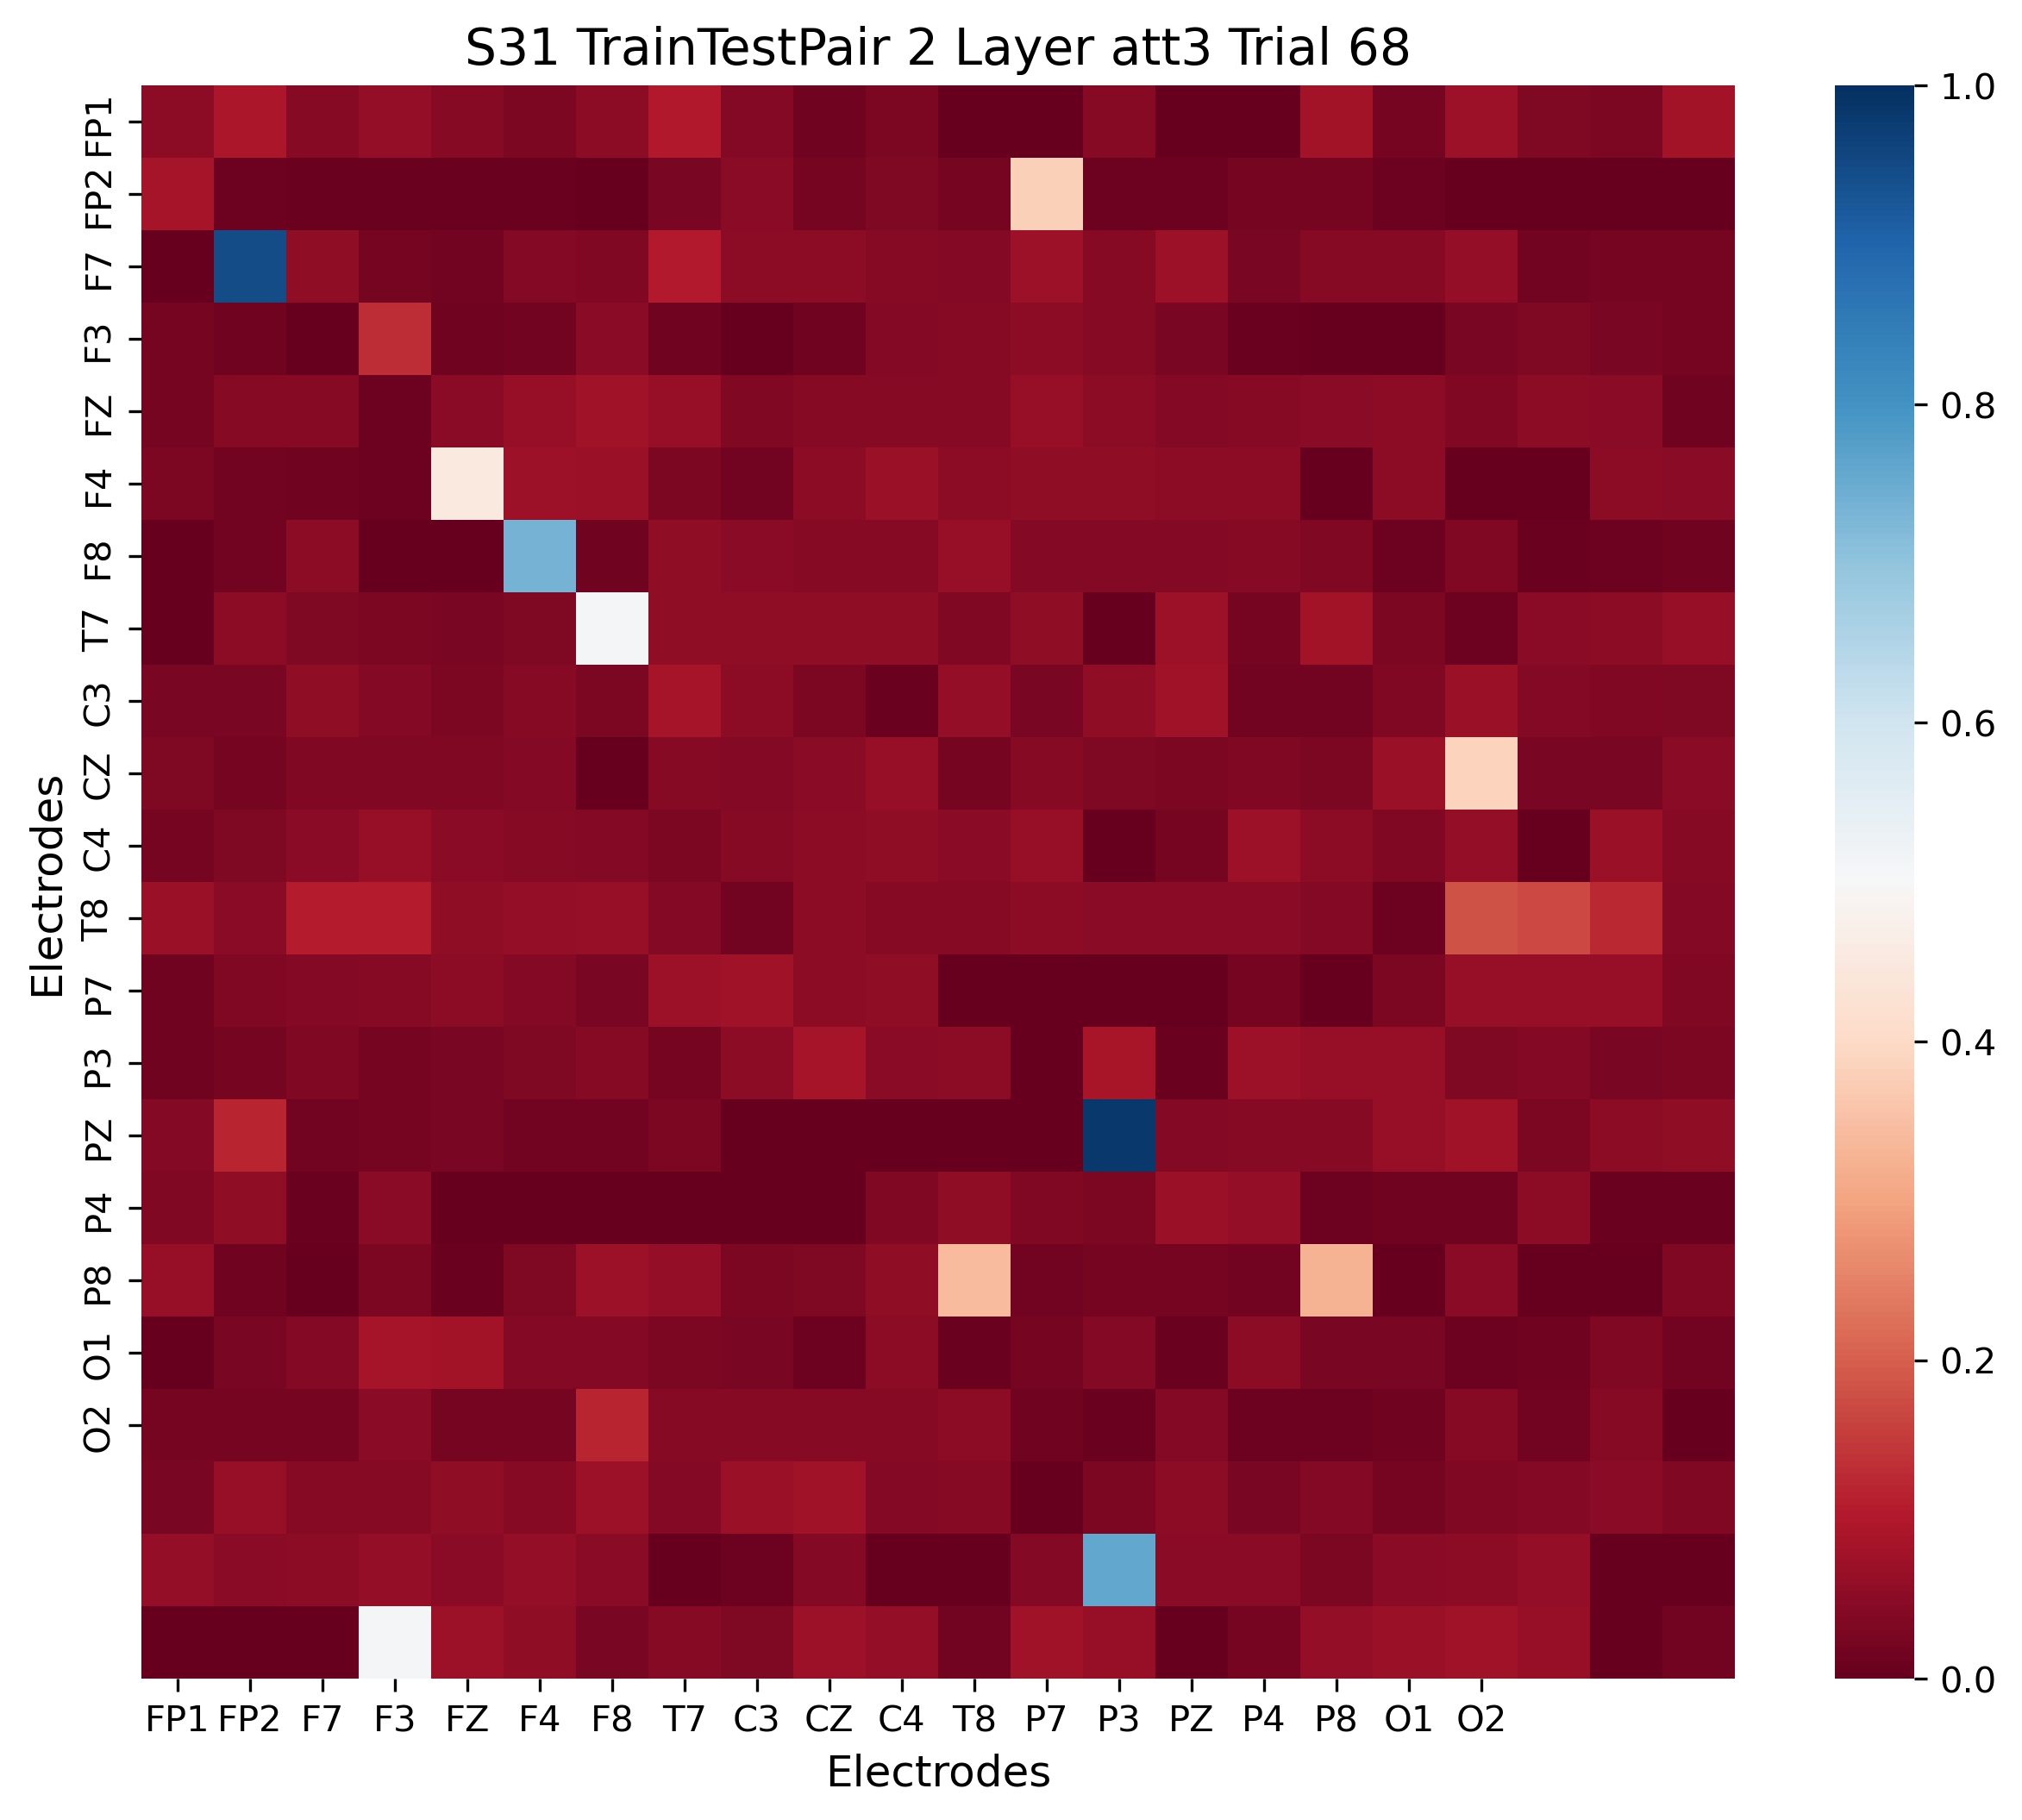 S31 TrainTestPair 2 Layer att3 Trial 68
Electrodes
FP1
FP2
F7
F3
FZ
F4
F8
T7
C3
CZ
C4
T8
P7
P3
PZ
P4
P8
O1
O2
FP1 FP2 F7 F3 FZ F4 F8 T7 C3 CZ C4 T8 P7 P3 PZ P4 P8 O1 O2
Electrodes
1.0
0.8
0.6
0.4
0.2
0.0